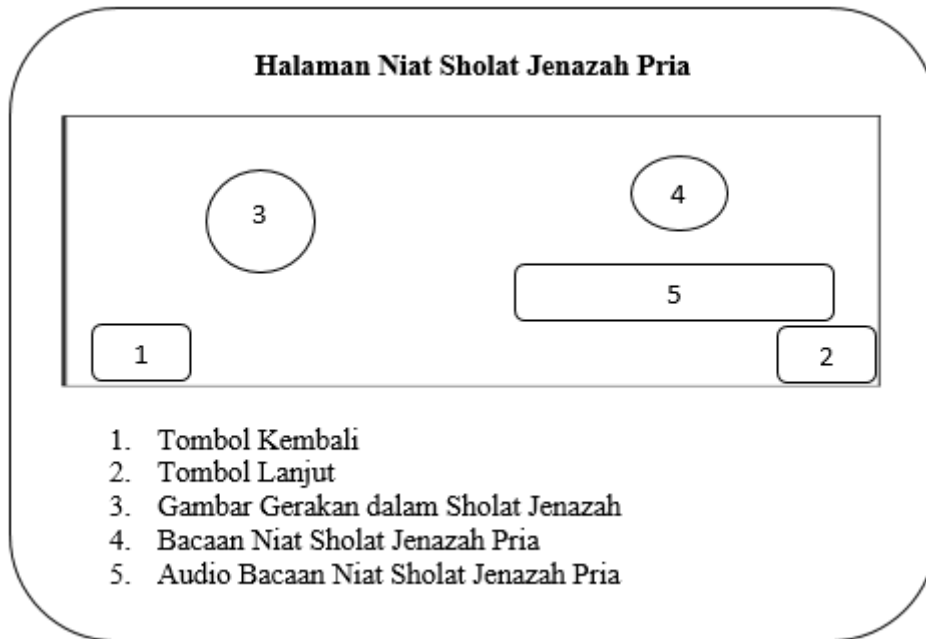 Halaman Niat Sholat Jenazah Pria
3
4
5
1
2
1. Tombol Kembali
2. Tombol Lanjut
3. Gambar Gerakan dalam Sholat Jenazah
4. Bacaan Niat Sholat Jenazah Pria
5. Audio Bacaan Niat Sholat Jenazah Pria